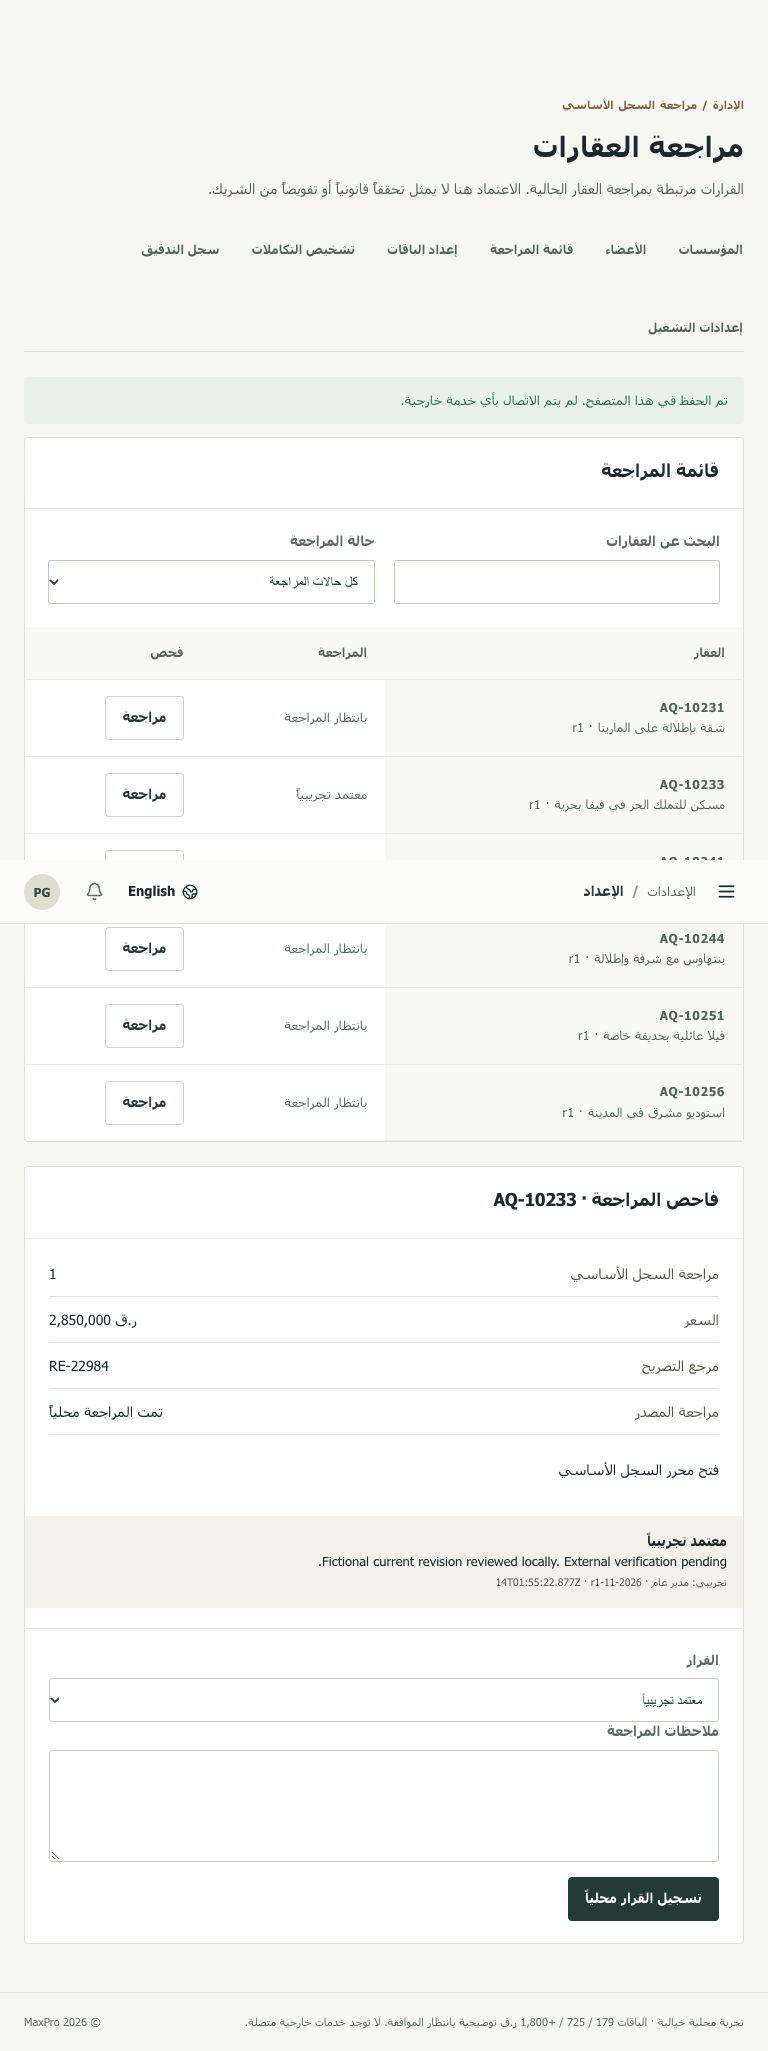 الإدارة / مراجعة السجل الأساسي
مراجعة العقارات
القرارات مرتبطة بمراجعة العقار الحالية. الاعتماد هنا لا يمثل تحققاً قانونياً أو تفويضاً من الشريك.
المؤسسات الأعضاء قائمة المراجعة إعداد الباقات تشخيص التكاملات سجل التدقيق
إعدادات التشغيل
تم الحفظ في هذا المتصفح. لم يتم الاتصال بأي خدمة خارجية.
قائمة المراجعة
البحث عن العقارات حالة المراجعة
كل حالات المراجعة
العقار المراجعة فحص
AQ-10231
شقة بإطلالة على المارينا · r1
بانتظار المراجعة
مراجعة
AQ-10233
مسكن للتملك الحر في فيفا بحرية · r1
معتمد تجريبياً
مراجعة
الإعدادات / الإعداد English PG
AQ-10244
بنتهاوس مع شرفة وإطلالة · r1
بانتظار المراجعة
مراجعة
AQ-10251
فيلا عائلية بحديقة خاصة · r1
بانتظار المراجعة
مراجعة
AQ-10256
استوديو مشرق في المدينة · r1
بانتظار المراجعة
مراجعة
فاحص المراجعة · AQ-10233
مراجعة السجل الأساسي 1
السعر ر.ق 2,850,000
مرجع التصريح RE-22984
مراجعة المصدر تمت المراجعة محلياً
فتح محرر السجل الأساسي
معتمد تجريبياً
Fictional current revision reviewed locally. External verification pending.
تجريبي: مدير عام · 14T01:55:22.877Z · r1-11-2026
القرار
معتمد تجريبياً
ملاحظات المراجعة
تسجيل القرار محلياً
تجربة محلية خيالية · الباقات 179 / 725 / +1,800 ر.ق توضيحية بانتظار الموافقة. لا توجد خدمات خارجية متصلة.
© 2026 MaxPro